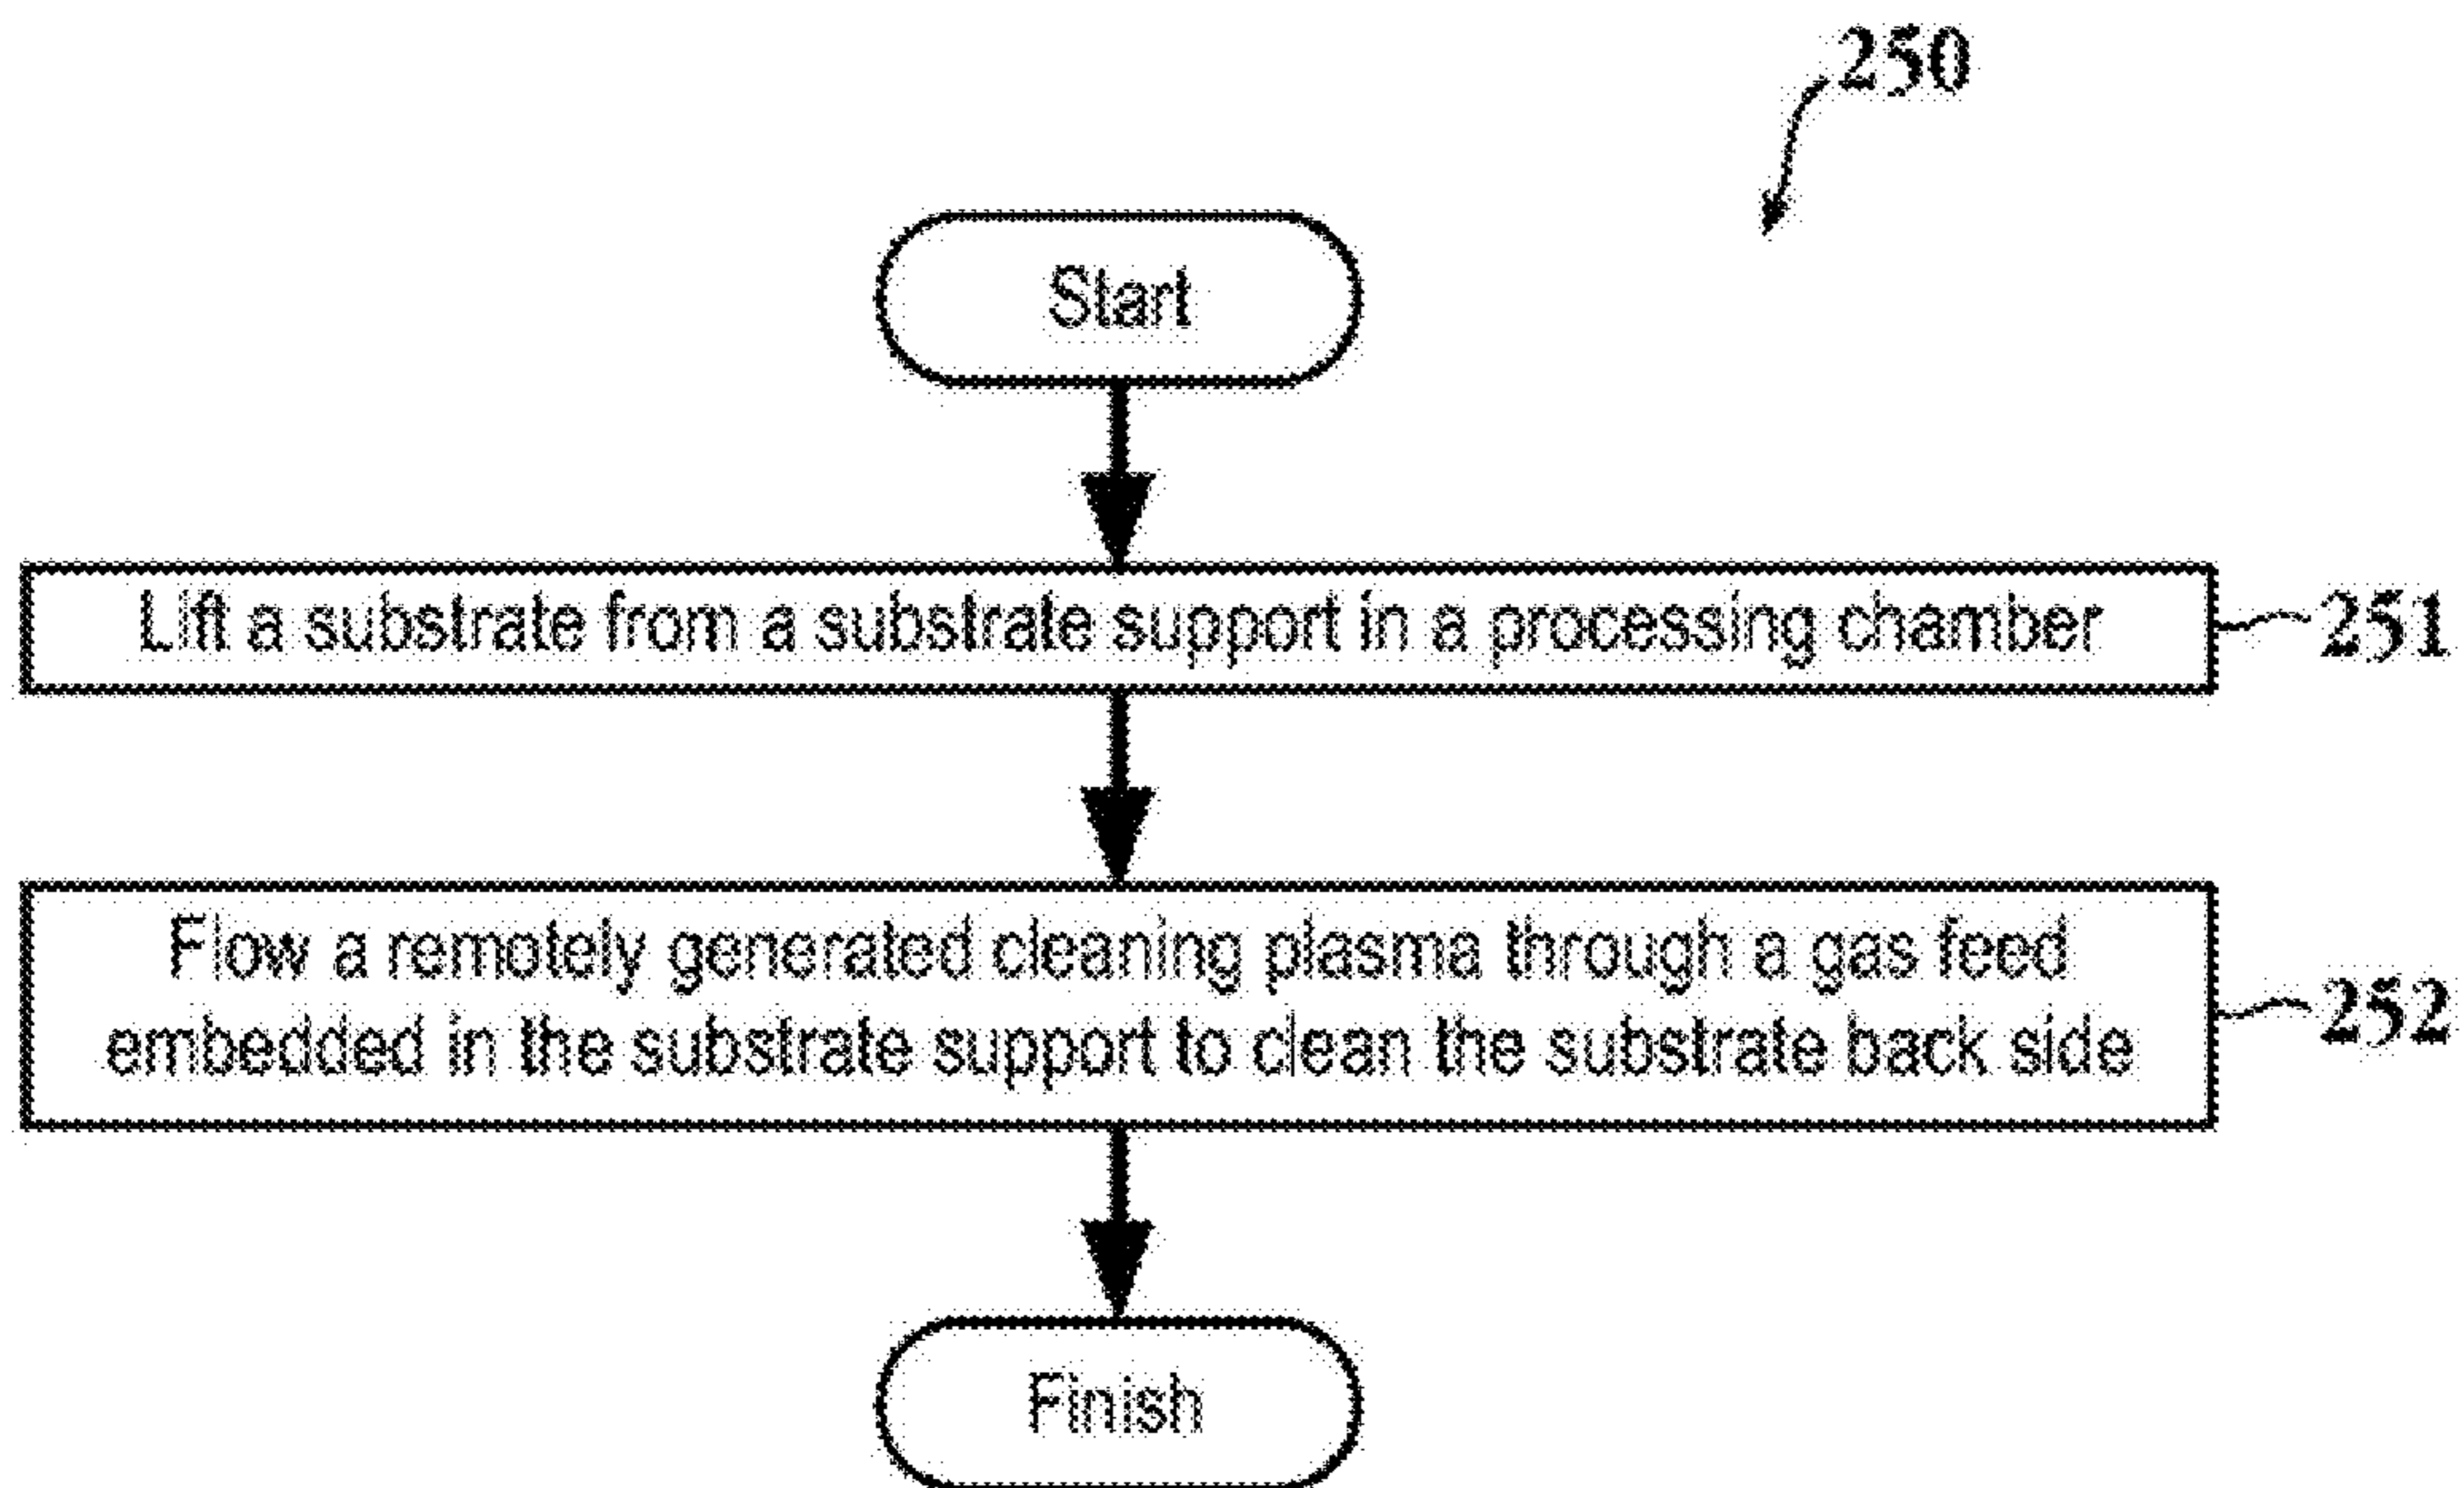 250
Start
Lift a substrate from a substrate support in a processing chamber
251
Flow a remotely generated cleaning plasma through a gas feed
embedded in the substrate support to clean the substrate back side
252
Finish